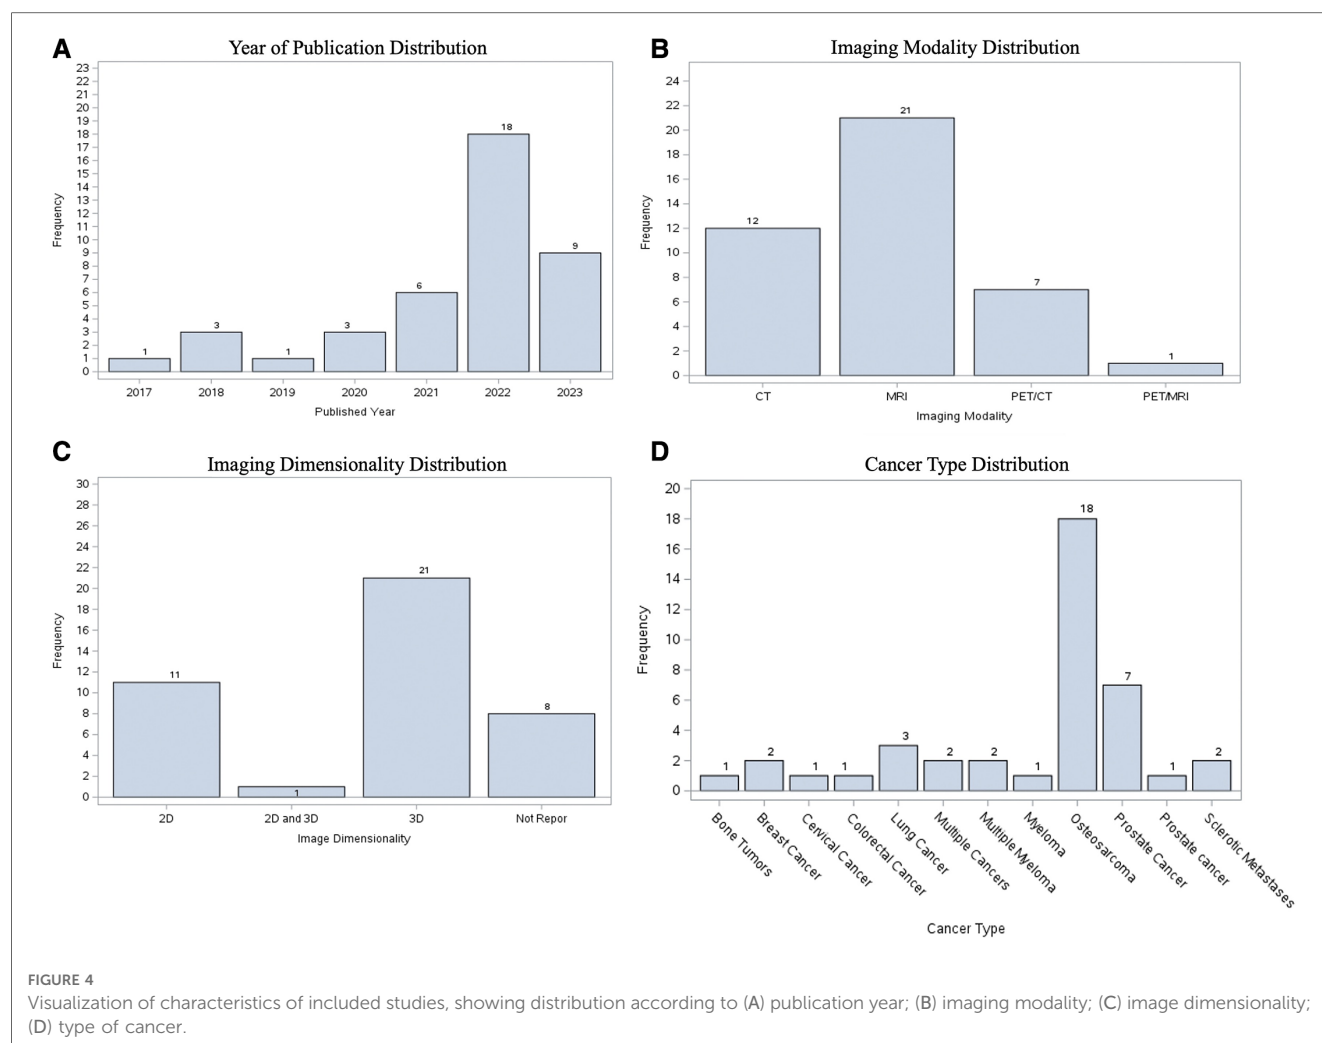 A
Year of Publication Distribution
23
22
21
20
19
18
17
16
15
14
13
12
11
10
9
8
7
6
5
4
3
2
1
0
Frequency
1
3
1
3
6
18
9
2017 2018 2019 2020 2021 2022 2023
Published Year
B
Imaging Modality Distribution
24
22
20
18
16
14
12
10
8
6
4
2
0
Frequency
12
21
7
1
CT MRI PET/CT PET/MRI
Imaging Modality
C
Imaging Dimensionality Distribution
30
28
26
24
22
20
18
16
14
12
10
8
6
4
2
0
Frequency
11
1
21
8
2D 2D and 3D 3D Not Repor
Image Dimensionality
D
Cancer Type Distribution
20
18
16
14
12
10
8
6
4
2
0
Frequency
1
2
1
1
3
2
2
1
18
7
1
2
Bone Tumors
Breast Cancer
Cervical Cancer
Colorectal Cancer
Lung Cancer
Multiple Cancers
Multiple Myeloma
Myeloma
Osteosarcoma
Prostate Cancer
Prostate cancer
Sclerotic Metastases
Cancer Type
FIGURE 4
Visualization of characteristics of included studies, showing distribution according to (A) publication year; (B) imaging modality; (C) image dimensionality;
(D) type of cancer.